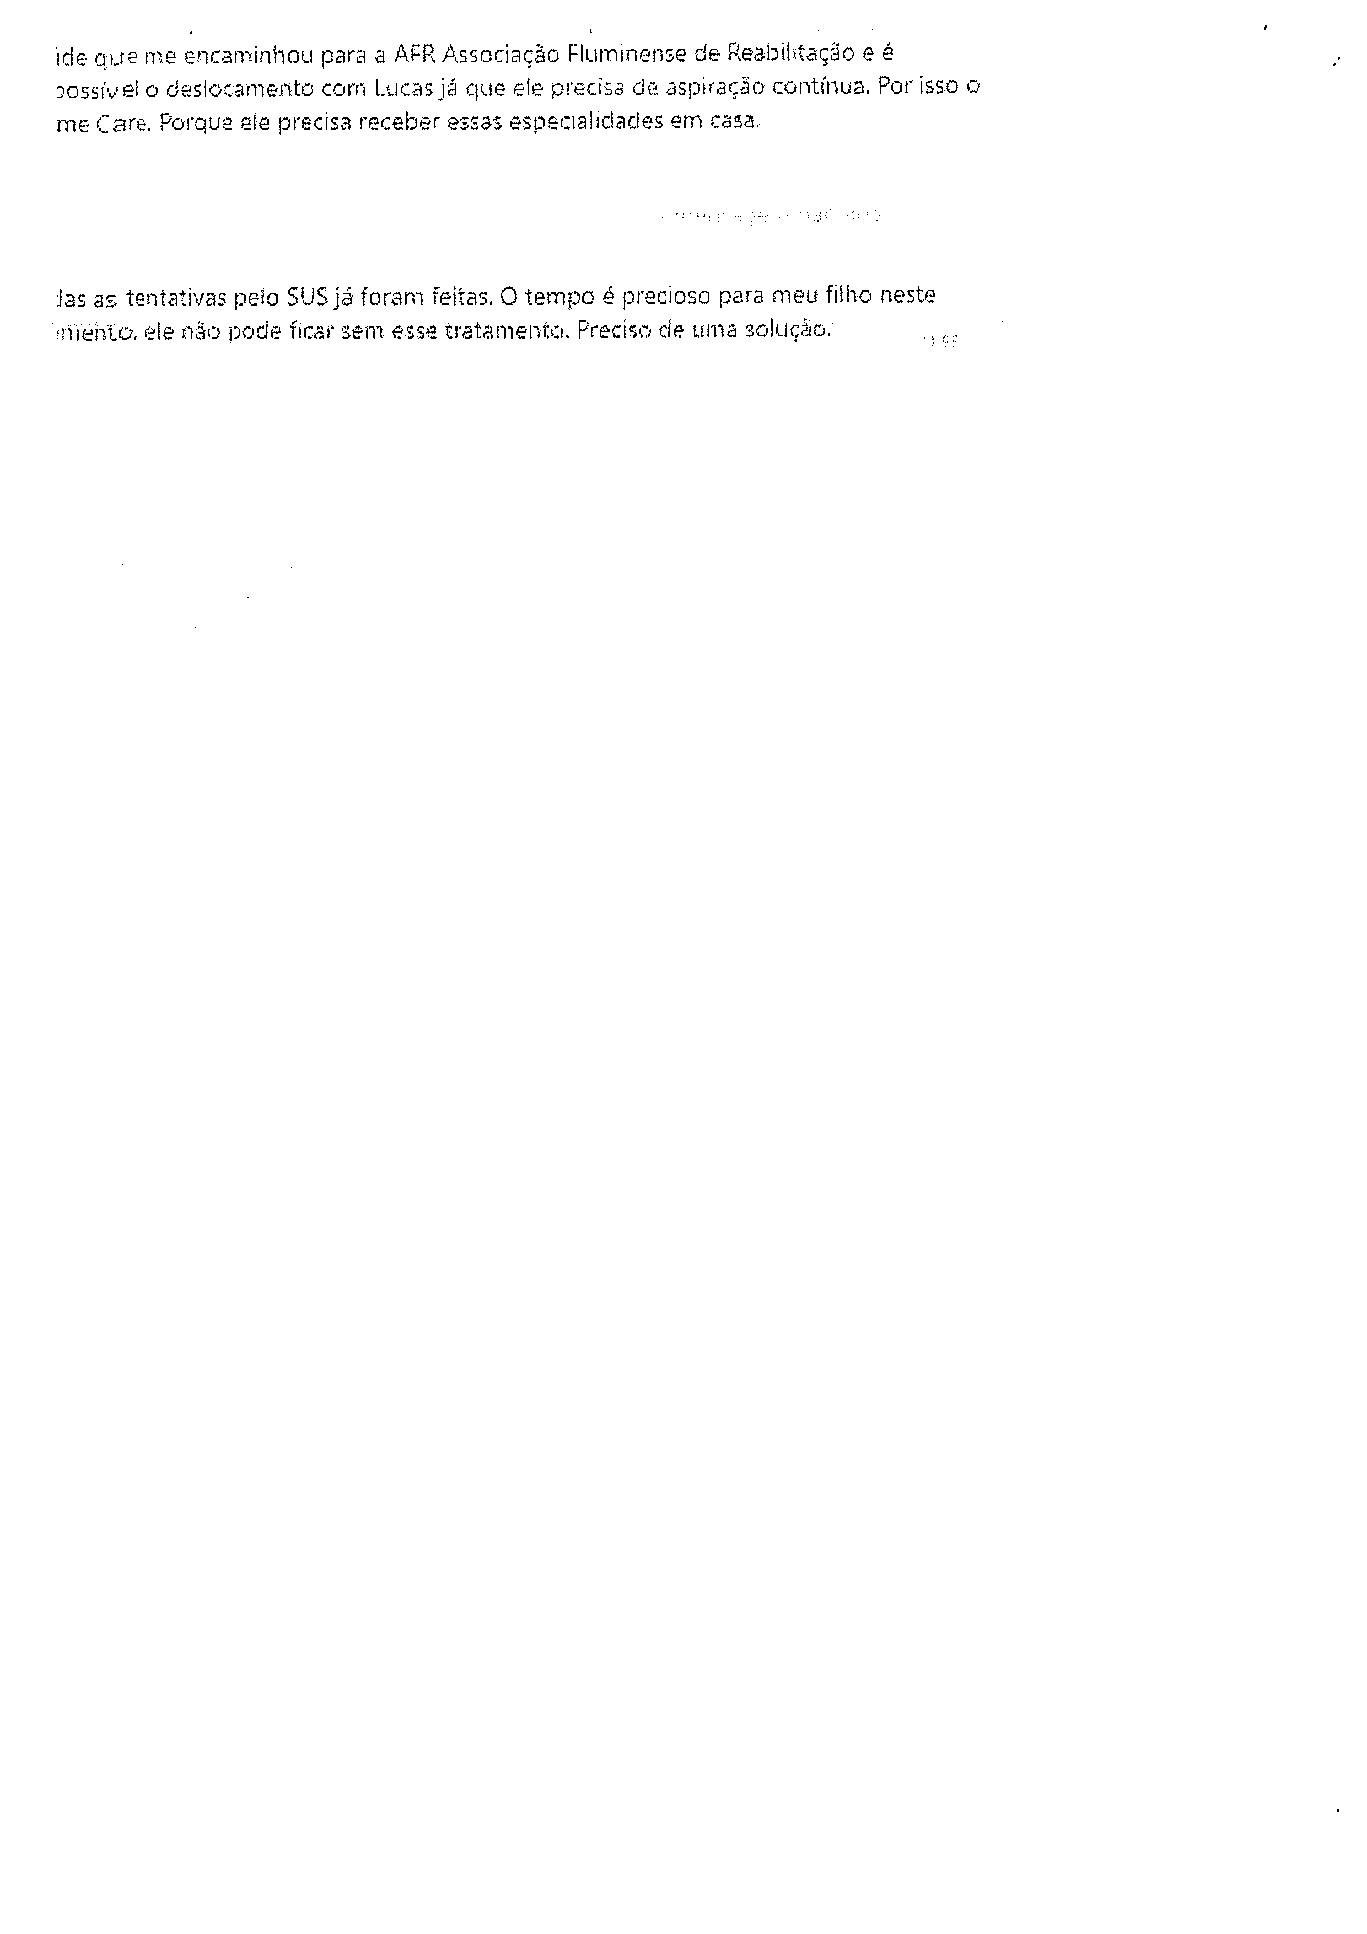 ide que me encaminhou para a AFR Associação Fluminense de Reabilitação e é
possível o deslocamento com Lucas já que ele precisa de aspiração contínua. Por isso o
me Care. Porque ele precisa receber essas especialidades em casa.
das as tentativas pelo SUS já foram feitas. O tempo é precioso para meu filho neste
mento, ele não pode ficar sem esse tratamento. Preciso de uma solução.